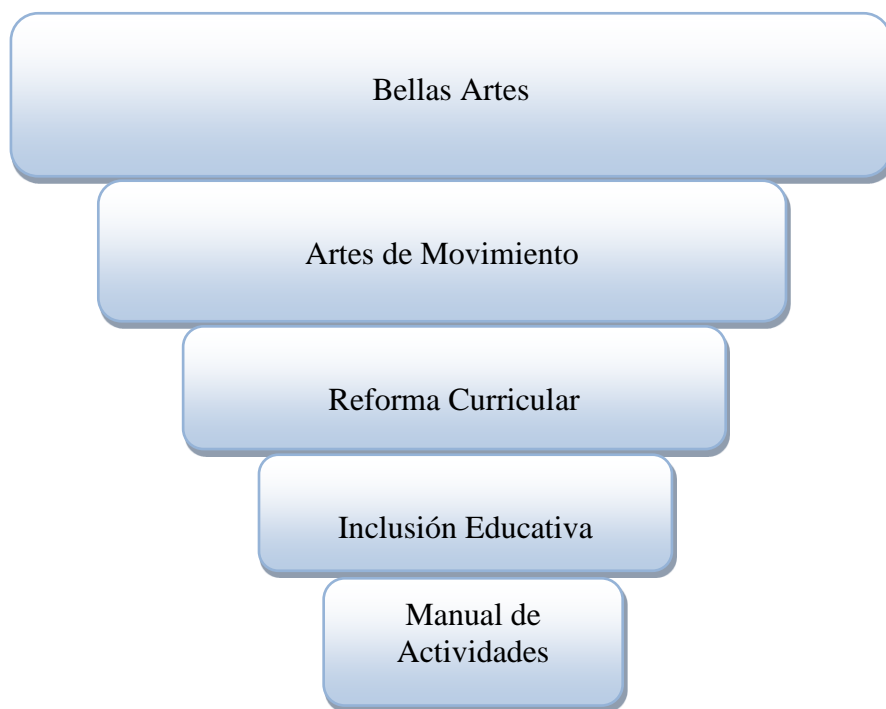 Bellas Artes
Artes de Movimiento
Reforma Curricular
Inclusión Educativa
Manual de
Actividades